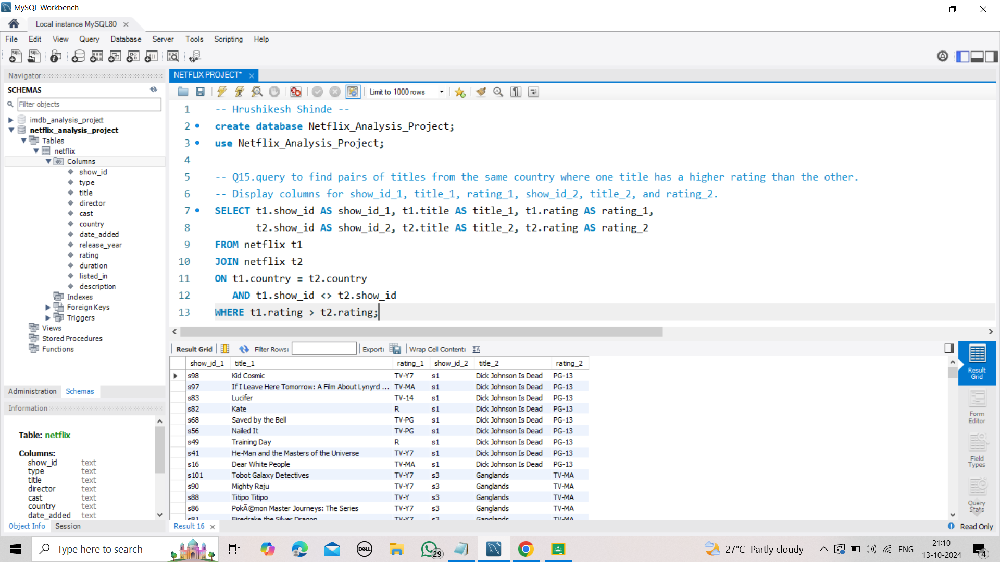 MySQL Workbench
Local instance MySQL80
File Edit View Query Database Server Tools Scripting Help
Navigator
SCHEMAS
Filter objects
imdb_analysis_project
netflix_analysis_project
Tables
netflix
Columns
show_id
type
title
director
cast
country
date_added
release_year
rating
duration
listed_in
description
Indexes
Foreign Keys
Triggers
Views
Stored Procedures
Functions
Administration Schemas
Information
Table: netflix
Columns:
show_id text
type text
title text
director text
cast text
country text
date_added text
Object Info Session
NETFLIX PROJECT*
Limit to 1000 rows
1 -- Hrushikesh Shinde --
2 create database Netflix_Analysis_Project;
3 use Netflix_Analysis_Project;
4
5 -- Q15.query to find pairs of titles from the same country where one title has a higher rating than the other.
6 -- Display columns for show_id_1, title_1, rating_1, show_id_2, title_2, and rating_2.
7 SELECT t1.show_id AS show_id_1, t1.title AS title_1, t1.rating AS rating_1,
8 t2.show_id AS show_id_2, t2.title AS title_2, t2.rating AS rating_2
9 FROM netflix t1
10 JOIN netflix t2
11 ON t1.country = t2.country
12 AND t1.show_id <> t2.show_id
13 WHERE t1.rating > t2.rating;
Result Grid Filter Rows: Export: Wrap Cell Content:
show_id_1 title_1 rating_1 show_id_2 title_2 rating_2
s98 Kid Cosmic TV-Y7 s1 Dick Johnson Is Dead PG-13
s97 If I Leave Here Tomorrow: A Film About Lynyrd ... TV-MA s1 Dick Johnson Is Dead PG-13
s83 Lucifer TV-14 s1 Dick Johnson Is Dead PG-13
s82 Kate R s1 Dick Johnson Is Dead PG-13
s68 Saved by the Bell TV-PG s1 Dick Johnson Is Dead PG-13
s56 Nailed It TV-PG s1 Dick Johnson Is Dead PG-13
s49 Training Day R s1 Dick Johnson Is Dead PG-13
s41 He-Man and the Masters of the Universe TV-Y7 s1 Dick Johnson Is Dead PG-13
s16 Dear White People TV-MA s1 Dick Johnson Is Dead PG-13
s101 Tobot Galaxy Detectives TV-Y7 s3 Ganglands TV-MA
s90 Mighty Raju TV-Y7 s3 Ganglands TV-MA
s88 Titipo Titipo TV-Y s3 Ganglands TV-MA
s86 PokÃ©mon Master Journeys: The Series TV-Y7 s3 Ganglands TV-MA
s81 Firedrake the Silver Dragon TV-Y7 s3 Ganglands TV-MA
Result Grid
Form Editor
Field Types
Query Stats
Result 16
Read Only
Type here to search
DELL
29
27°C Partly cloudy
ENG
21:10
13-10-2024
4